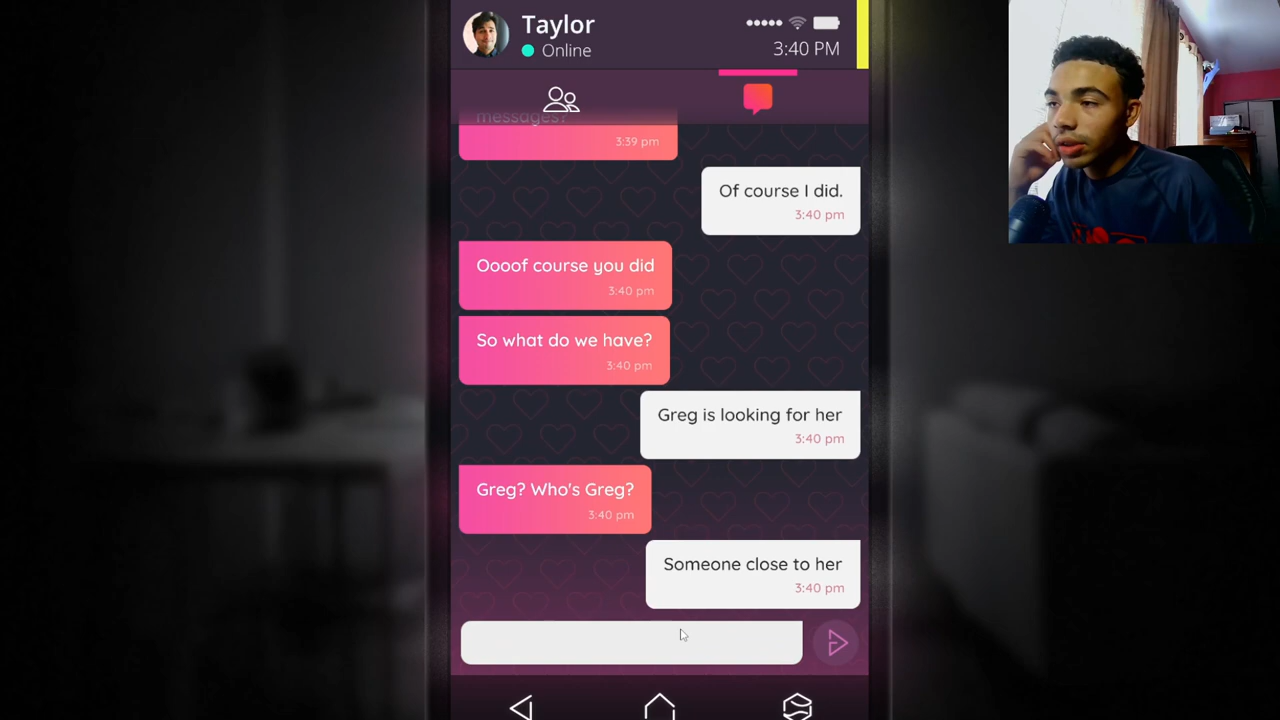 Taylor
Online
3:40 PM
messages?
3:39 pm
Of course I did.
3:40 pm
Oooof course you did
3:40 pm
So what do we have?
3:40 pm
Greg is looking for her
3:40 pm
Greg? Who's Greg?
3:40 pm
Someone close to her
3:40 pm